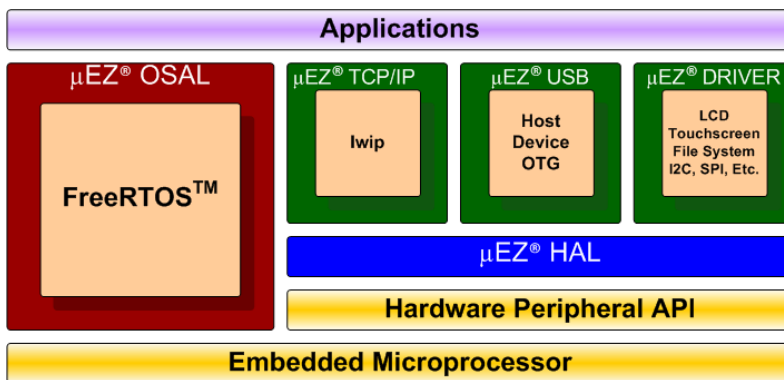 Applications
μEZ® OSAL
FreeRTOS™
μEZ® TCP/IP
lwip
μEZ® USB
Host
Device
OTG
μEZ® DRIVER
LCD
Touchscreen
File System
I2C, SPI, Etc.
μEZ® HAL
Hardware Peripheral API
Embedded Microprocessor